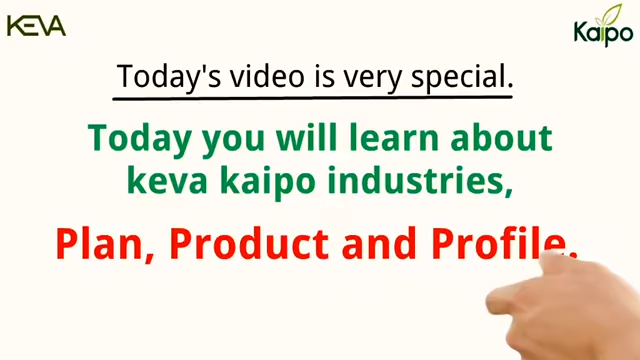 KEVA
Kaipo
Today's video is very special.
Today you will learn about
keva kaipo industries,
Plan, Product and Profile.